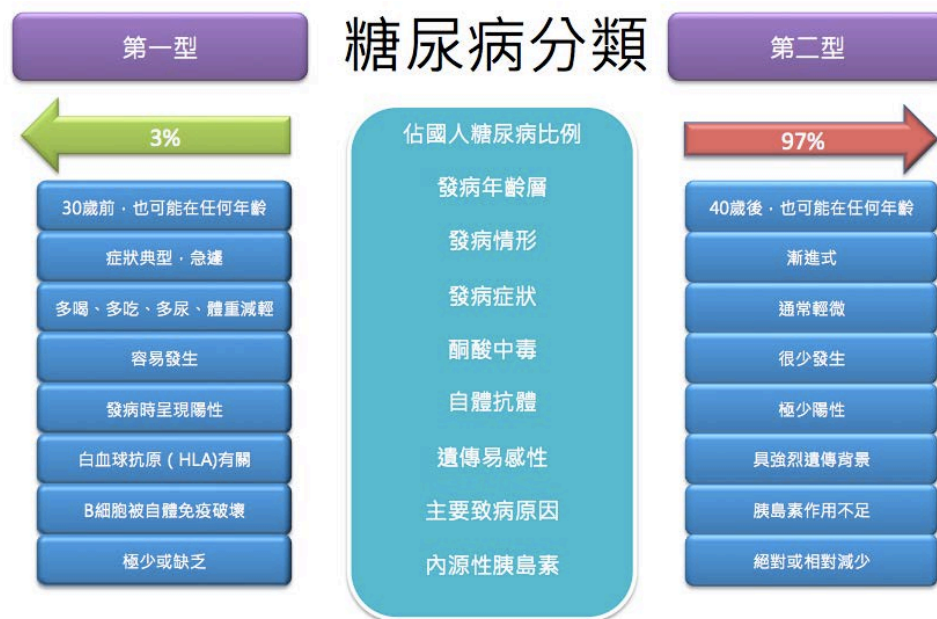 第一型
糖尿病分類
第二型
3%
佔國人糖尿病比例
97%
30歲前，也可能在任何年齡
發病年齡層
40歲後，也可能在任何年齡
症狀典型，急遽
發病情形
漸進式
多喝、多吃、多尿、體重減輕
發病症狀
通常輕微
容易發生
酮酸中毒
很少發生
發病時呈現陽性
自體抗體
極少陽性
白血球抗原 ( HLA)有關
遺傳易感性
具強烈遺傳背景
B細胞被自體免疫破壞
主要致病原因
胰島素作用不足
極少或缺乏
內源性胰島素
絕對或相對減少